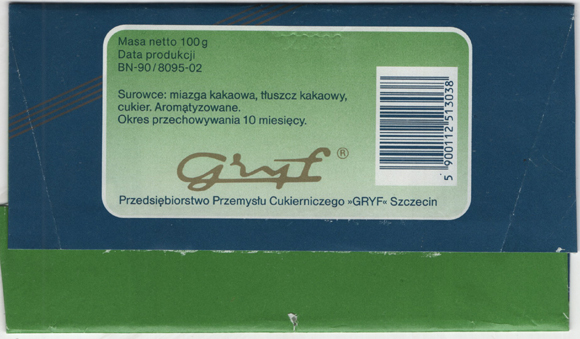 Masa netto 100 g
Data produkcji
BN-90/8095-02
Surowce: miazga kakaowa, tłuszcz kakaowy,
cukier. Aromatyzowane.
Okres przechowywania 10 miesięcy.
Gryf ®
Przedsiębiorstwo Przemysłu Cukierniczego »GRYF« Szczecin
5 900112 513038